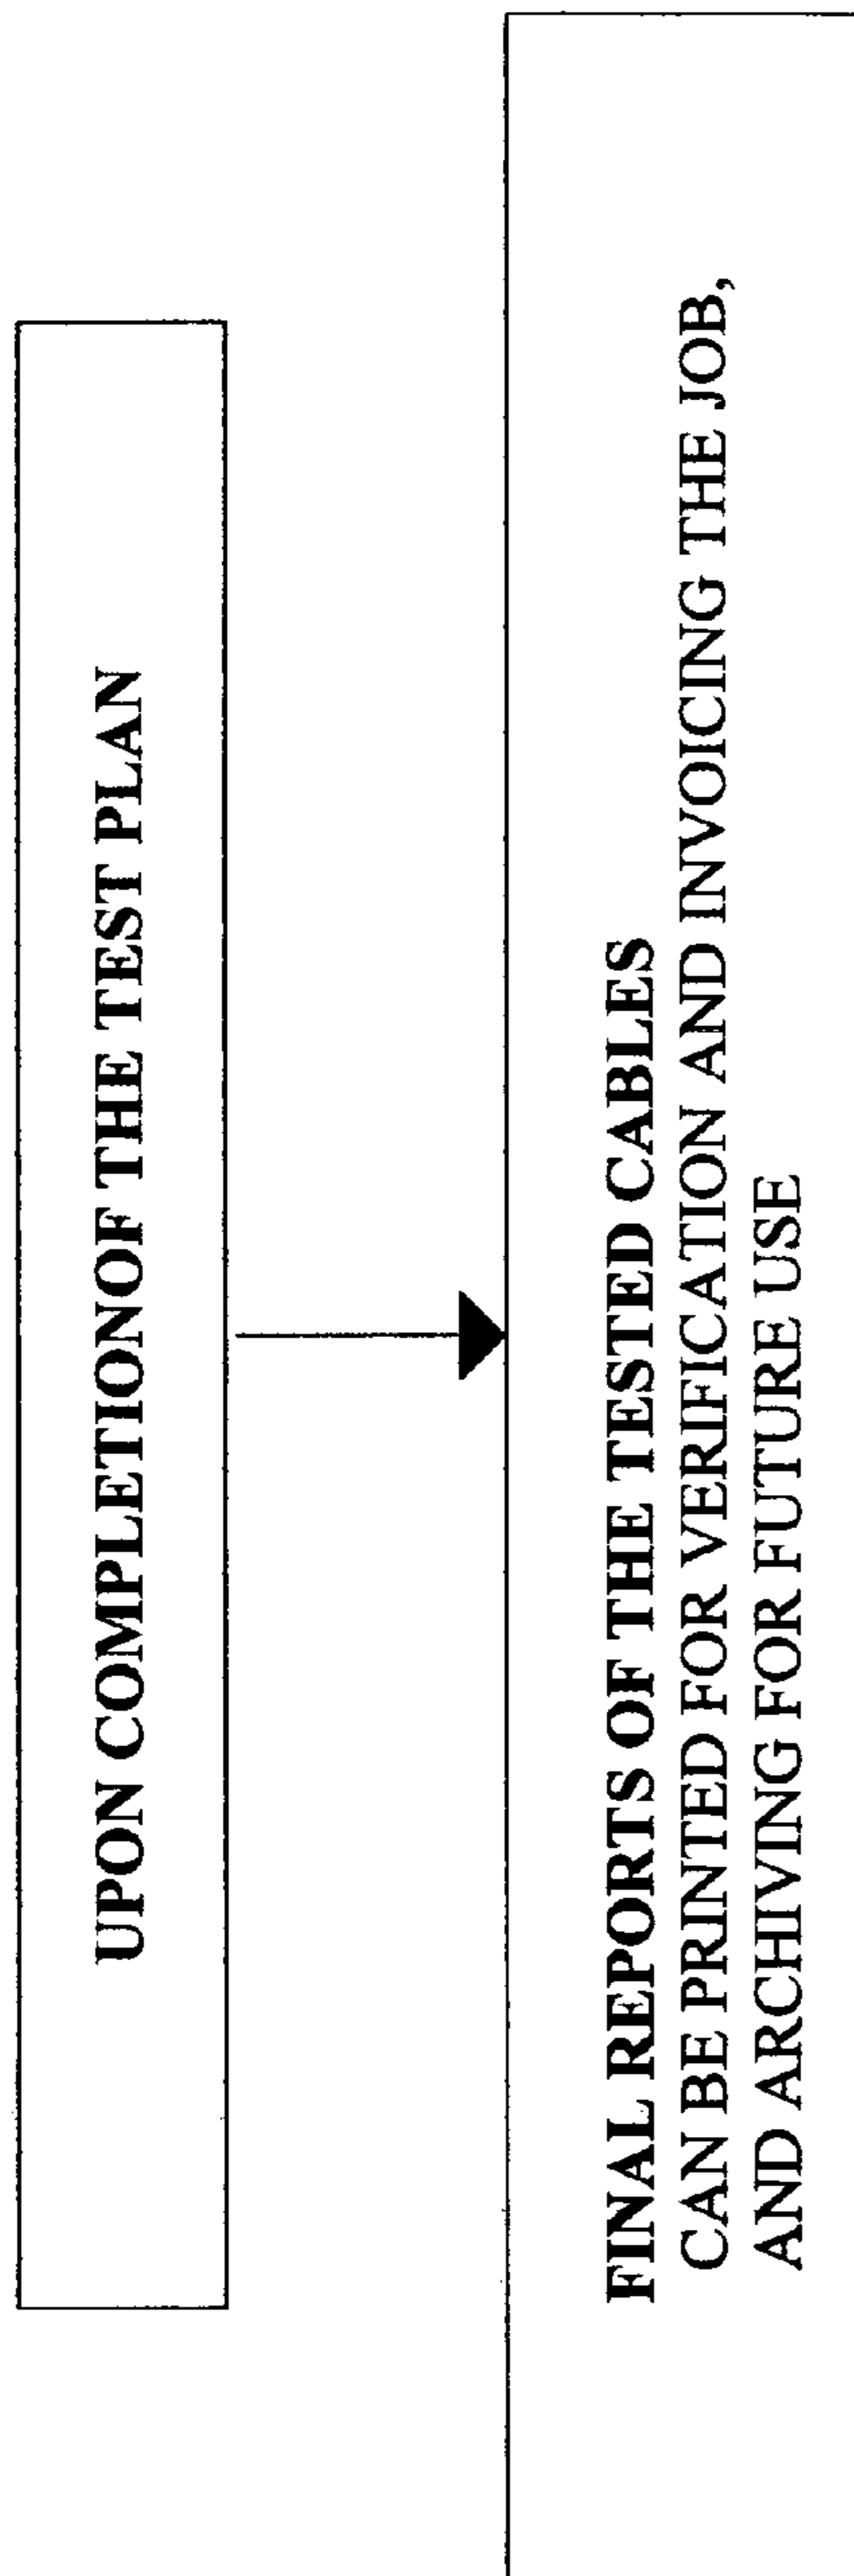 UPON COMPLETIONOF THE TEST PLAN
FINAL REPORTS OF THE TESTED CABLES
CAN BE PRINTED FOR VERIFICATION AND INVOICING THE JOB,
AND ARCHIVING FOR FUTURE USE